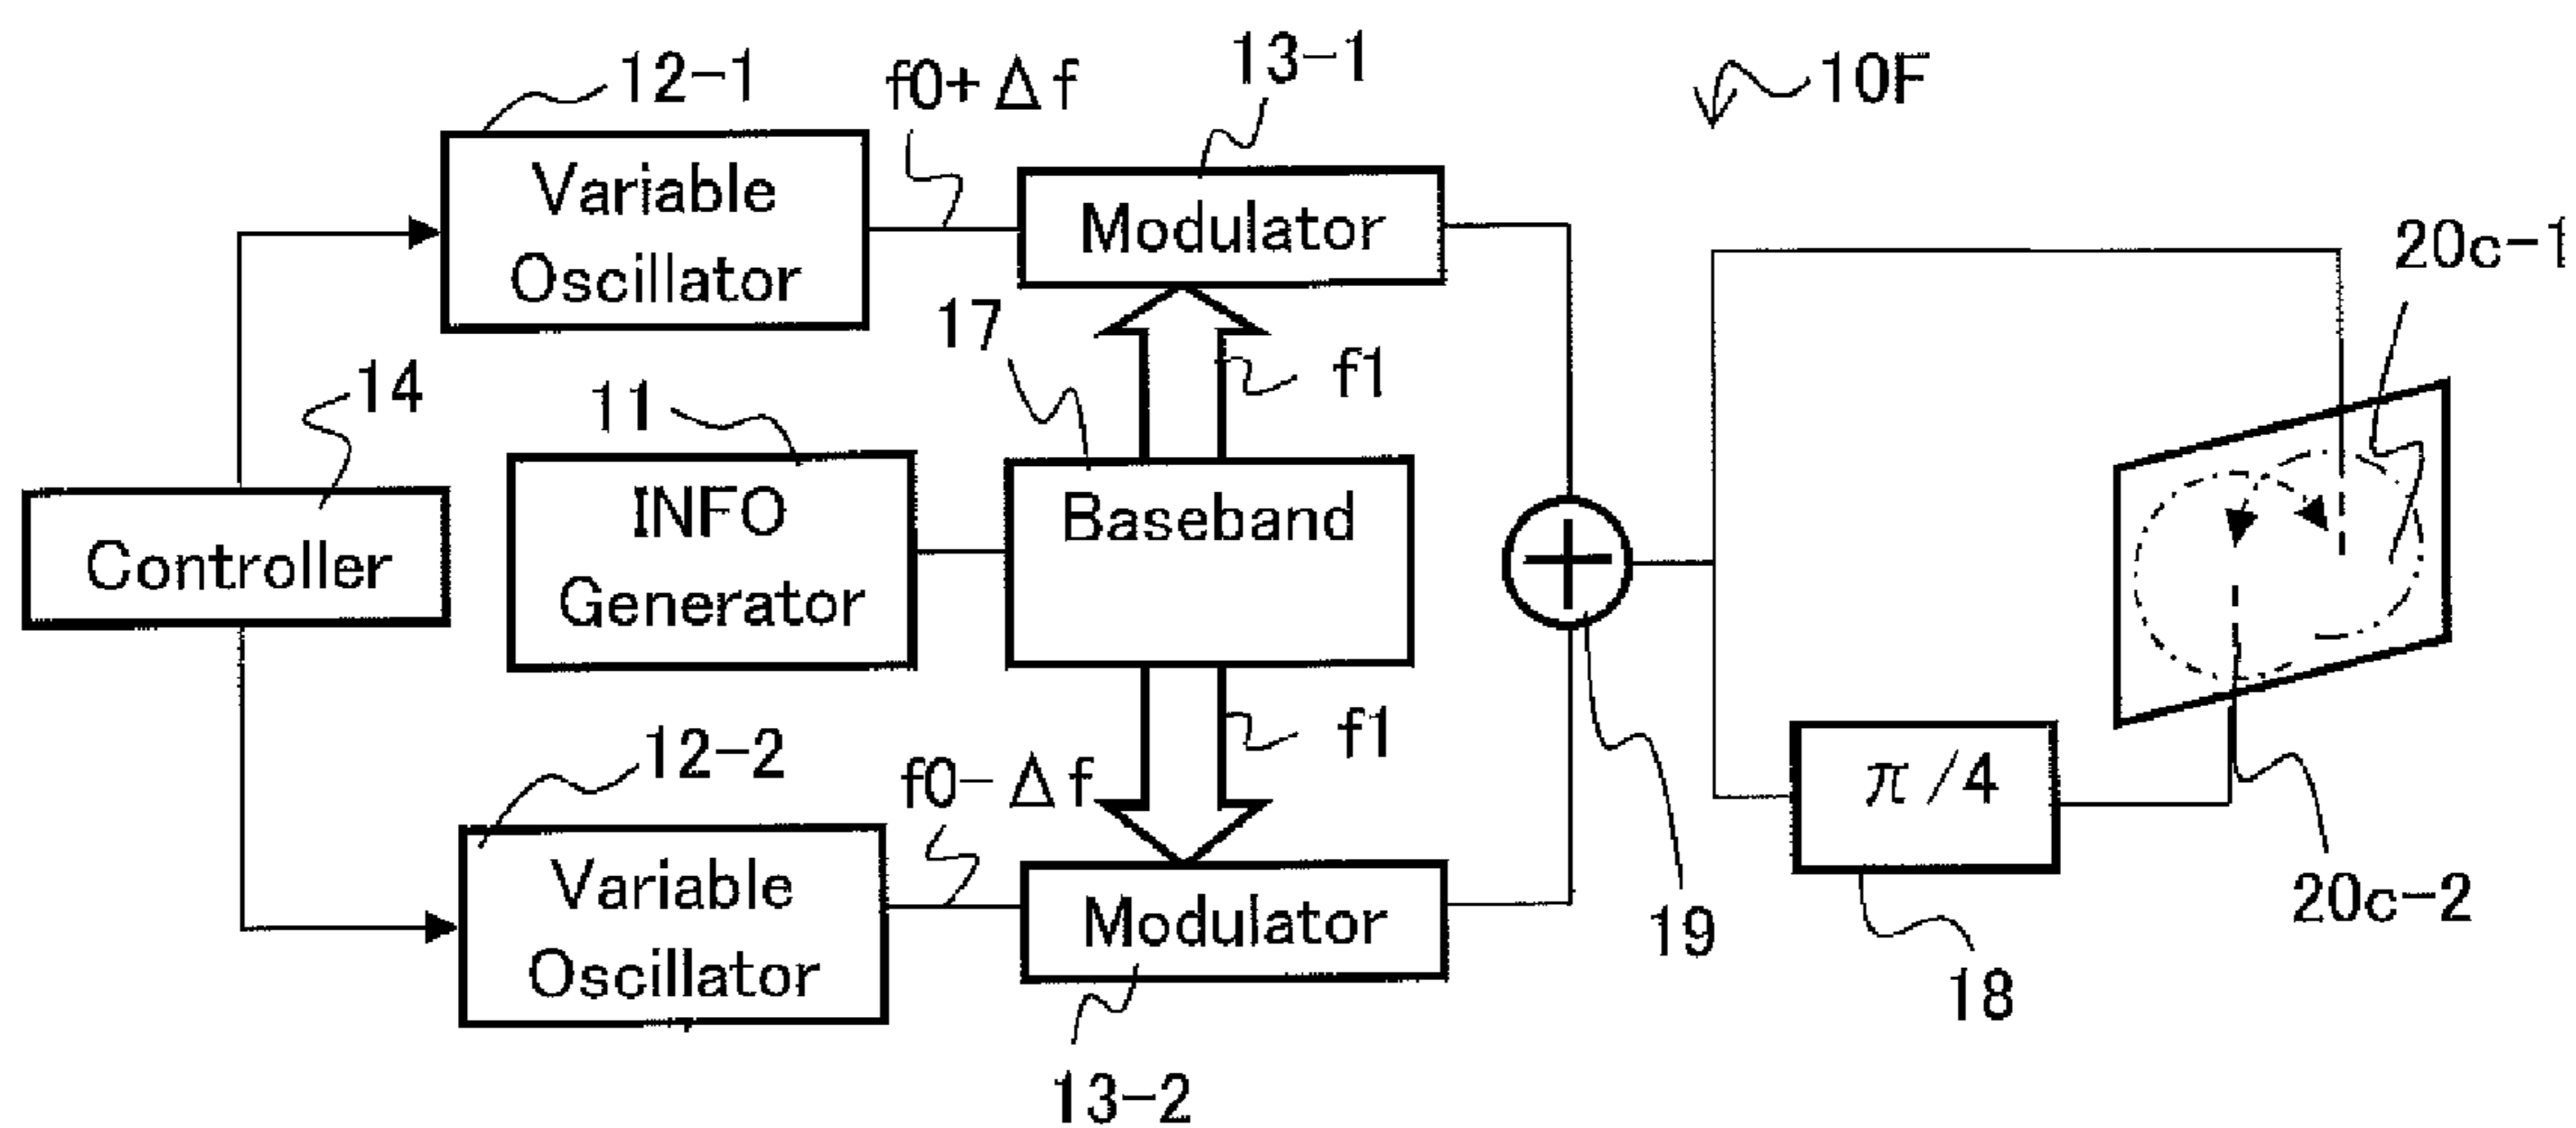 12-1
f0+Δf
13-1
10F
Variable
Oscillator
Modulator
20c-1
17
f1
14
11
INFO
Generator
Baseband
Controller
12-2
f0-Δf
f1
π/4
Variable
Oscillator
Modulator
19
20c-2
18
13-2